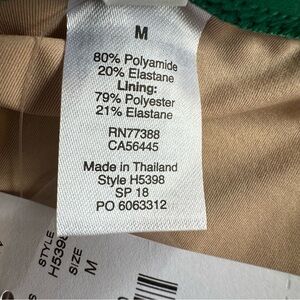 M
80% Polyamide
20% Elastane
Lining:
79% Polyester
21% Elastane
RN77388
CA56445
Made in Thailand
Style H5398
SP 18
PO 6063312
STYLE
H5398
SIZE
M